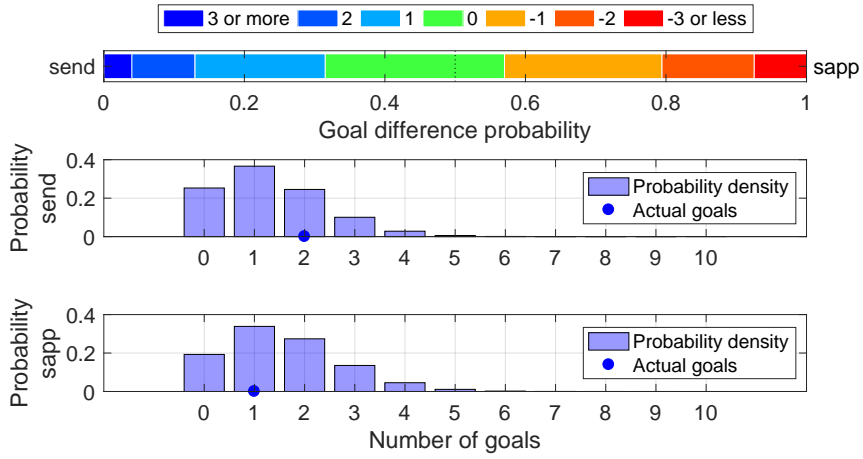 3 or more 2 1 0 -1 -2 -3 or less
send sapp
0 0.2 0.4 0.6 0.8 1
Goal difference probability
Probability
send
0.4
0.2
0
Probability density
Actual goals
0 1 2 3 4 5 6 7 8 9 10
Probability
sapp
0.4
0.2
0
Probability density
Actual goals
0 1 2 3 4 5 6 7 8 9 10
Number of goals